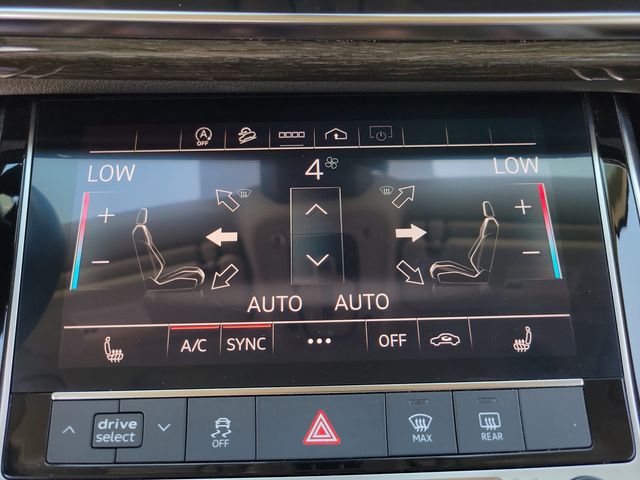 A
OFF
LOW 4 LOW
+ +
− −
AUTO AUTO
A/C SYNC ••• OFF
drive
select
OFF
MAX
REAR